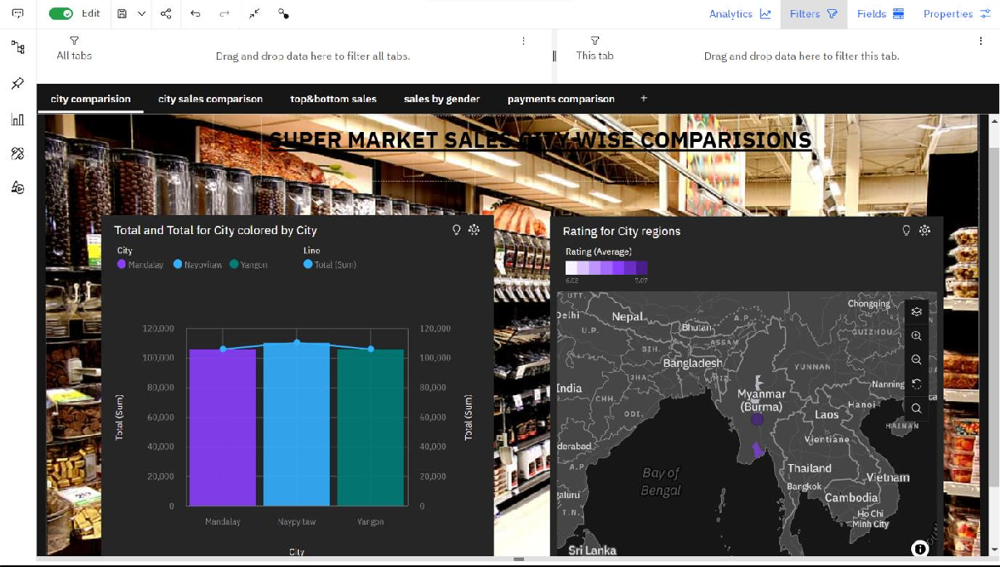 Edit
Analytics
Filters
Fields
Properties
All tabs
Drag and drop data here to filter all tabs.
This tab
Drag and drop data here to filter this tab.
city comparision
city sales comparison
top&bottom sales
sales by gender
payments comparison
+
SUPER MARKET SALES CITY-WISE COMPARISIONS
Total and Total for City colored by City
City
Line
Mandalay
Naypyitaw
Yangon
Total (Sum)
120,000
100,000
80,000
60,000
40,000
20,000
0
120,000
100,000
80,000
60,000
40,000
20,000
0
Total (Sum)
Total (Sum)
Mandalay
Naypyitaw
Yangon
City
Rating for City regions
Rating (Average)
6.82
7.07
UTT.
Delhi
Nepal
U.P.
Bhutan
A.P.
ASSAM
BIH.
Bangladesh
JHA.
MIZ.
India
CHH.
ODI.
derabad
A.P.
galuru
T.N.
Sri Lanka
Bay of
Bengal
Myanmar
(Burma)
Chongqing
GUIZHOU
YUNNAN
Nanning
Hanoi
Laos
HAINAN
Vientiane
Thailand
Bangkok
Vietnam
Cambodia
Ho Chi
Minh City